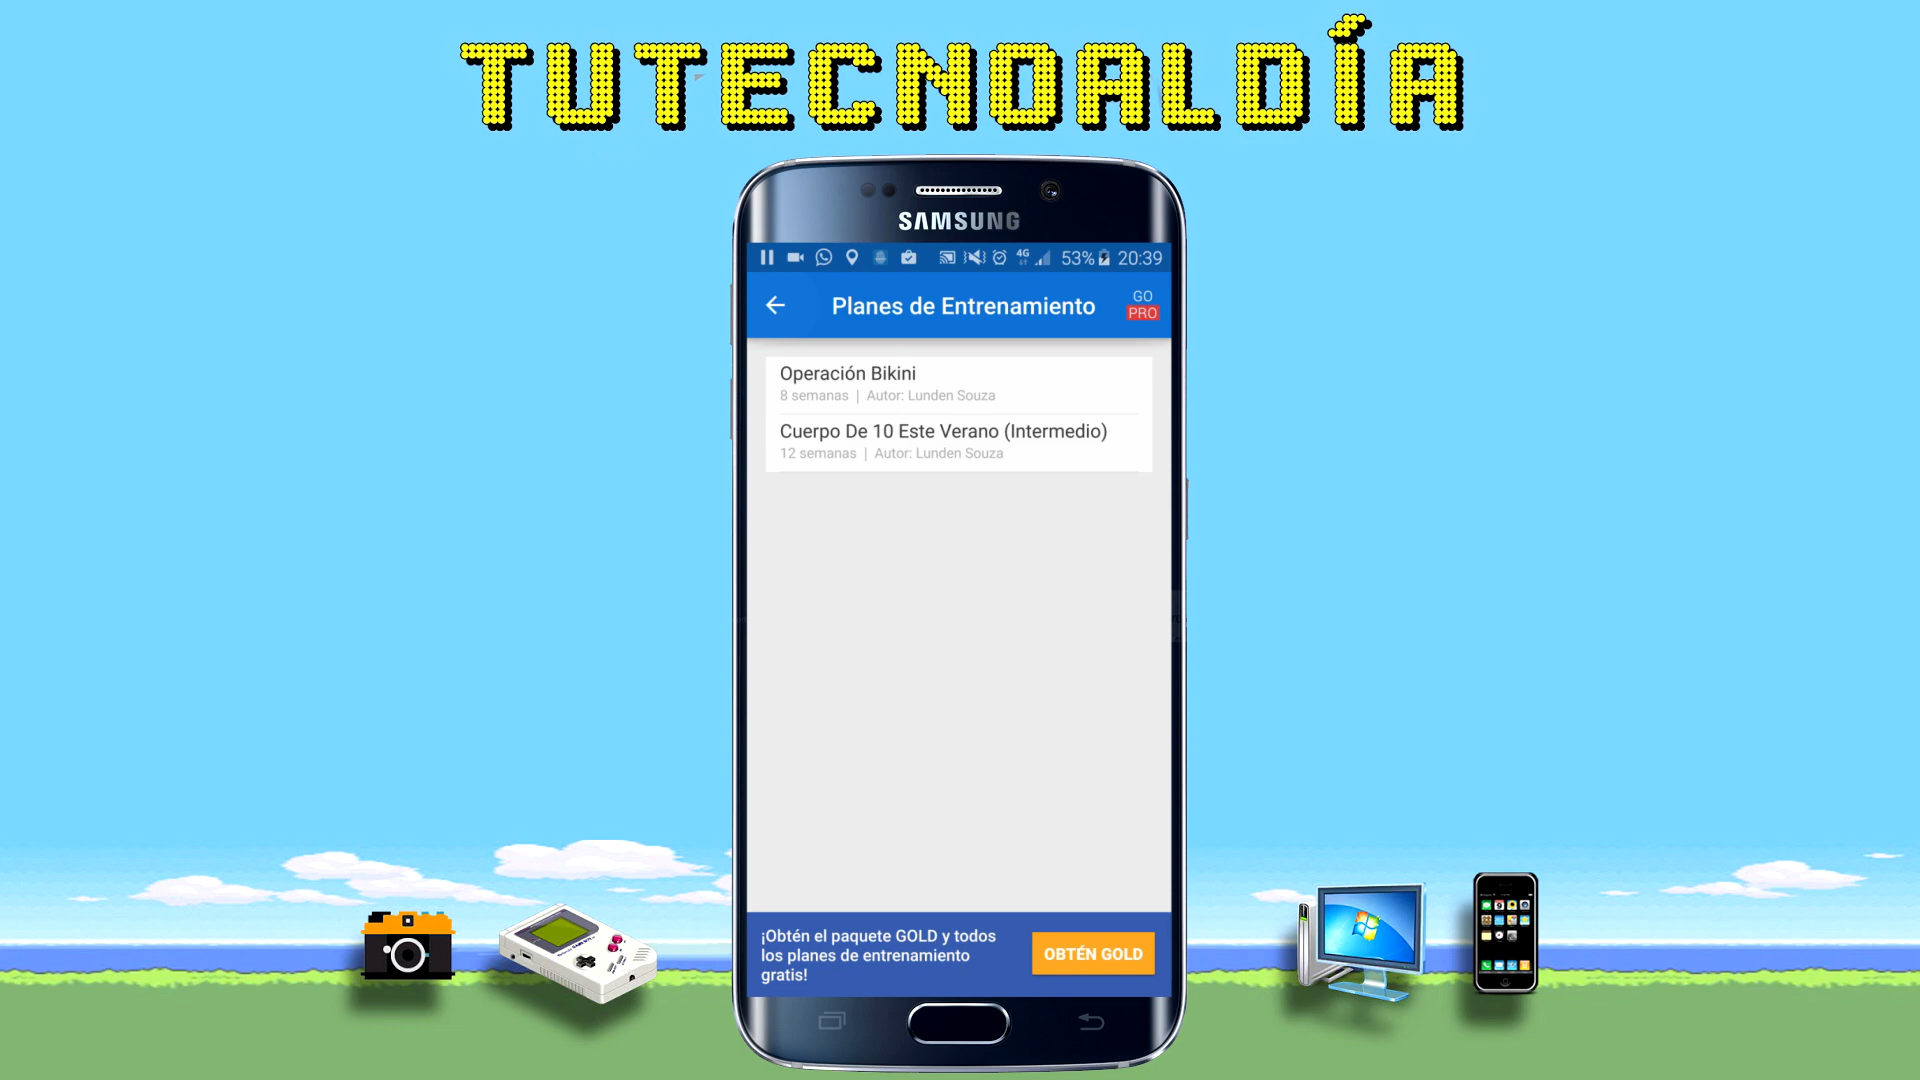 TUTECNOALDÍA
SAMSUNG
4G 53% 20:39
Planes de Entrenamiento
GO
PRO
Operación Bikini
8 semanas | Autor: Lunden Souza
Cuerpo De 10 Este Verano (Intermedio)
12 semanas | Autor: Lunden Souza
¡Obtén el paquete GOLD y todos
los planes de entrenamiento
gratis!
OBTÉN GOLD